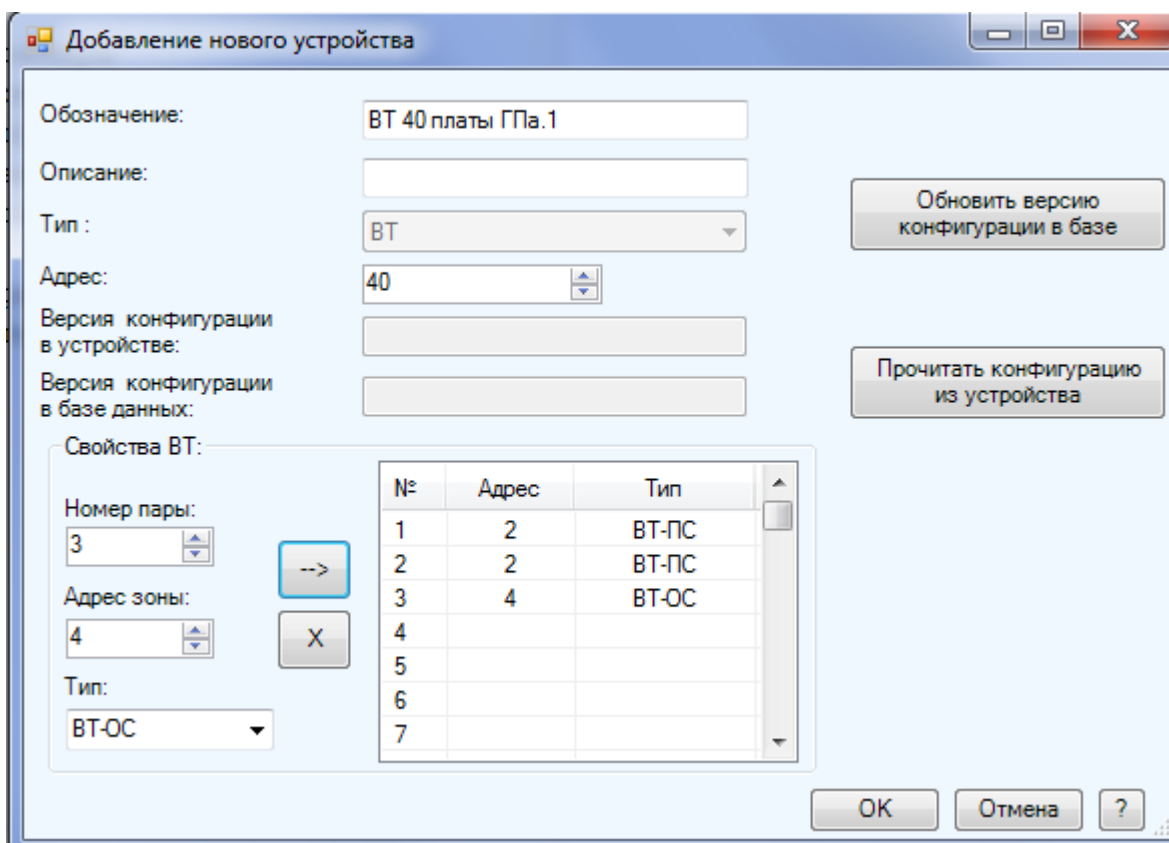 Добавление нового устройства
Обозначение:
ВТ 40 платы ГПа.1
Описание:
Тип :
ВТ
Адрес:
40
Версия конфигурации
в устройстве:
Версия конфигурации
в базе данных:
Обновить версию
конфигурации в базе
Прочитать конфигурацию
из устройства
Свойства ВТ:
Номер пары:
3
Адрес зоны:
4
Тип:
ВТ-ОС
-->
X
№ Адрес Тип
1 2 ВТ-ПС
2 2 ВТ-ПС
3 4 ВТ-ОС
4
5
6
7
OK Отмена ?